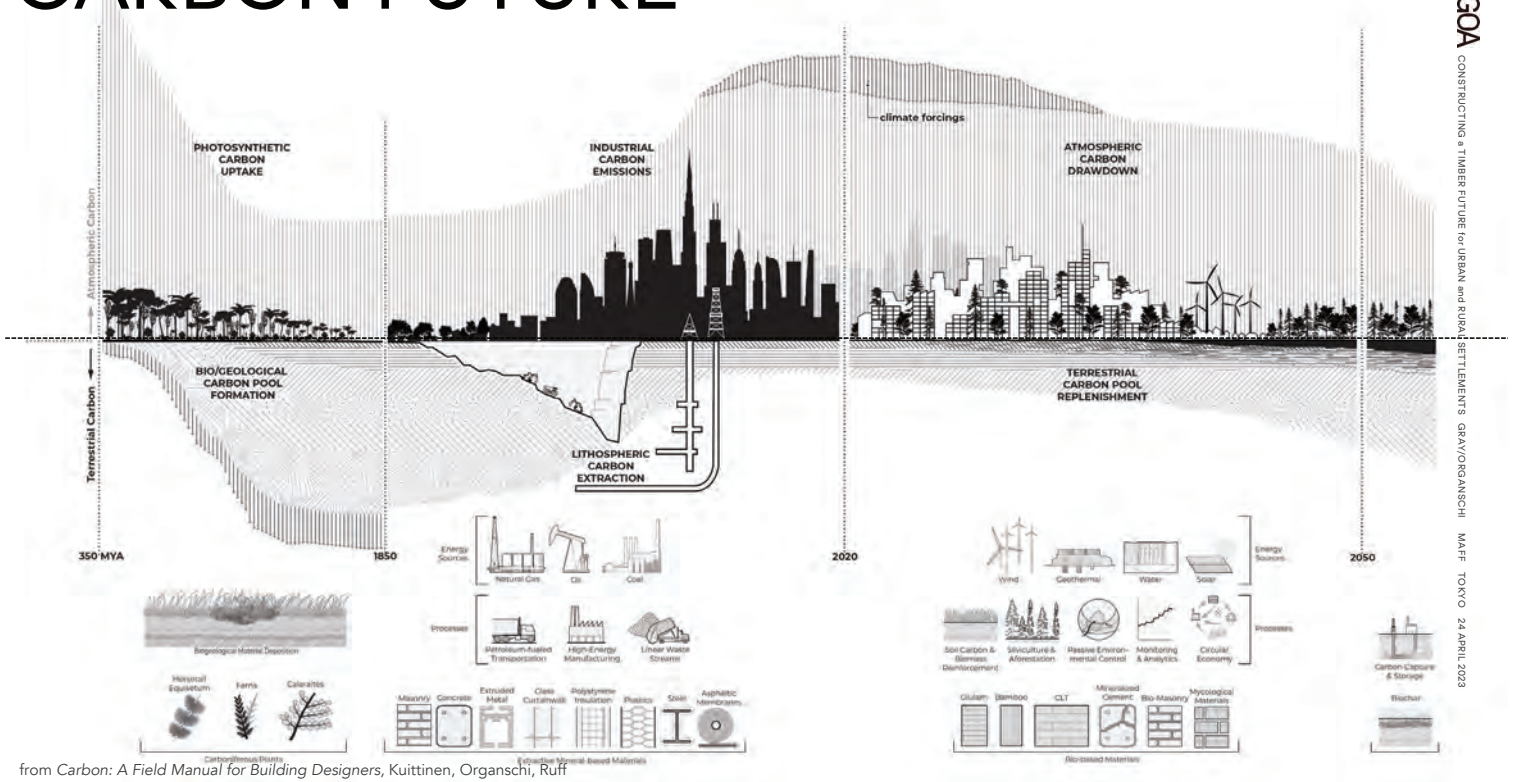 CARBON FUTURE
PHOTOSYNTHETIC
CARBON
UPTAKE
INDUSTRIAL
CARBON
EMISSIONS
climate forcings
ATMOSPHERIC
CARBON
DRAWDOWN
Atmospheric Carbon
Terrestrial Carbon
BIO/GEOLOGICAL
CARBON POOL
FORMATION
LITHOSPHERIC
CARBON
EXTRACTION
TERRESTRIAL
CARBON POOL
REPLENISHMENT
350 MYA
1850
2020
2050
Energy
Sources
Natural Gas
Oil
Coal
Wind
Geothermal
Water
Solar
Energy
Sources
Biogeological Material Deposition
Processes
Petroleum-fueled
Transportation
High-Energy
Manufacturing
Linear Waste
Streams
Soil Carbon &
Biomass
Reinforcement
Silviculture &
Afforestation
Passive Environ-
mental Control
Monitoring
& Analytics
Circular
Economy
Processes
Carbon Capture
& Storage
Horsetail
Equisetum
Ferns
Calamites
Carboniferous Plants
Masonry
Concrete
Extruded
Metal
Glass
Curtainwall
Polystyrene
Insulation
Plastics
Steel
Asphaltic
Membranes
Extractive Mineral-based Materials
Glulam
Bamboo
CLT
Mineralized
Cement
Bio-Masonry
Mycological
Materials
Bio-based Materials
Biochar
from Carbon: A Field Manual for Building Designers, Kuittinen, Organschi, Ruff
GOA CONSTRUCTING a TIMBER FUTURE for URBAN and RURAL SETTLEMENTS GRAY/ORGANSCHI MAFF TOKYO 24 APRIL 2023